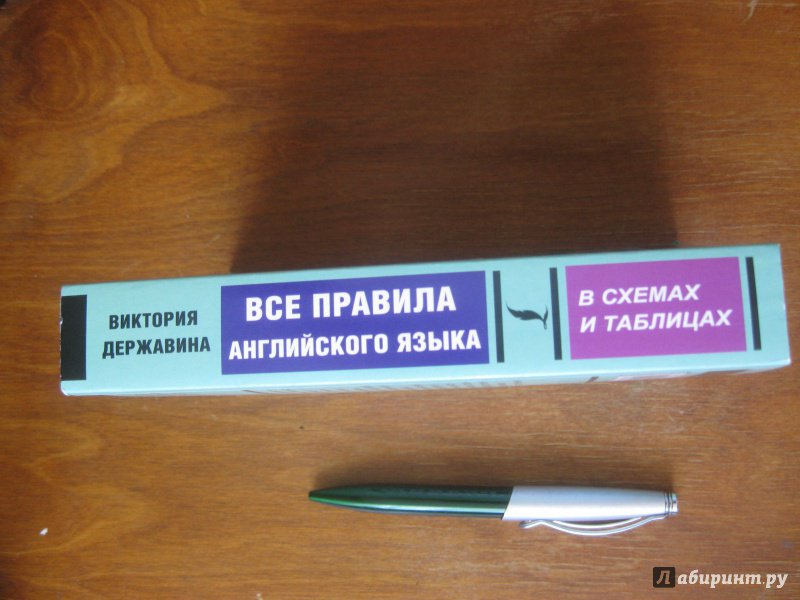 ВИКТОРИЯ
ДЕРЖАВИНА
ВСЕ ПРАВИЛА
АНГЛИЙСКОГО ЯЗЫКА
В СХЕМАХ
И ТАБЛИЦАХ
Лабиринт.ру